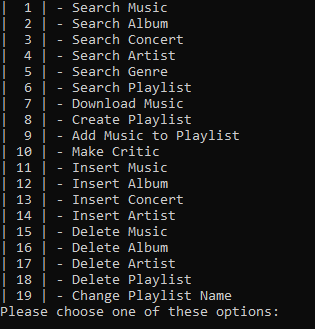 |  1 | - Search Music
|  2 | - Search Album
|  3 | - Search Concert
|  4 | - Search Artist
|  5 | - Search Genre
|  6 | - Search Playlist
|  7 | - Download Music
|  8 | - Create Playlist
|  9 | - Add Music to Playlist
| 10 | - Make Critic
| 11 | - Insert Music
| 12 | - Insert Album
| 13 | - Insert Concert
| 14 | - Insert Artist
| 15 | - Delete Music
| 16 | - Delete Album
| 17 | - Delete Artist
| 18 | - Delete Playlist
| 19 | - Change Playlist Name
Please choose one of these options: